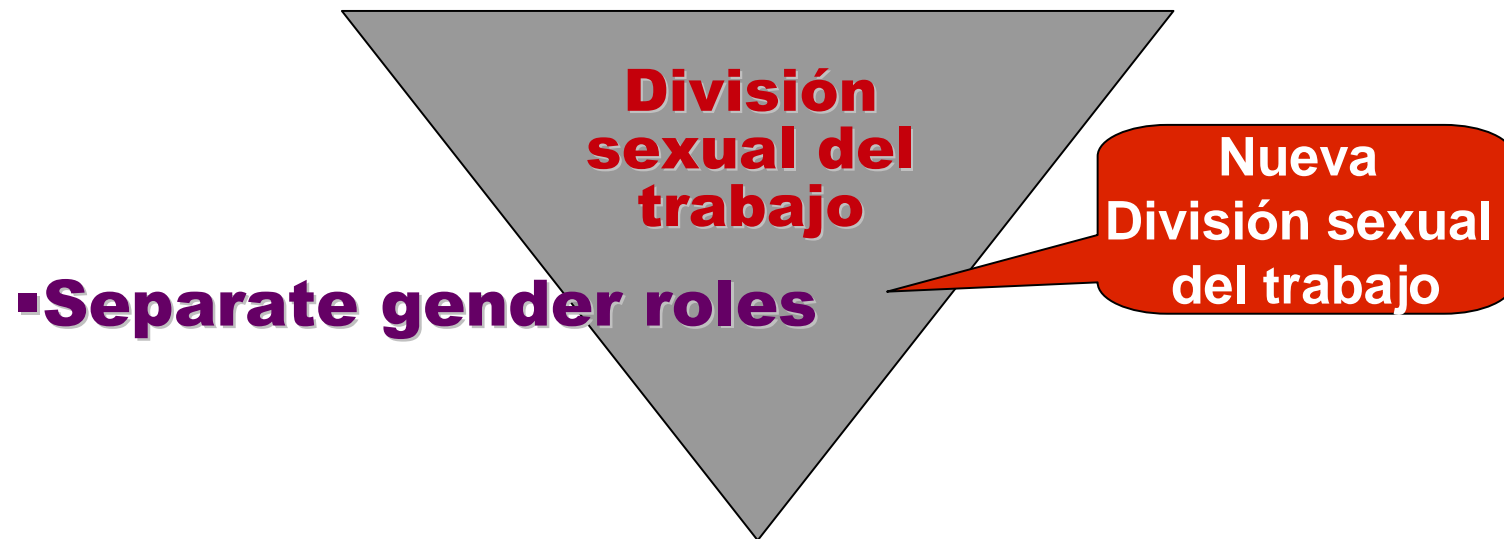 División
sexual del
trabajo
Nueva
División sexual
del trabajo
▪Separate gender roles